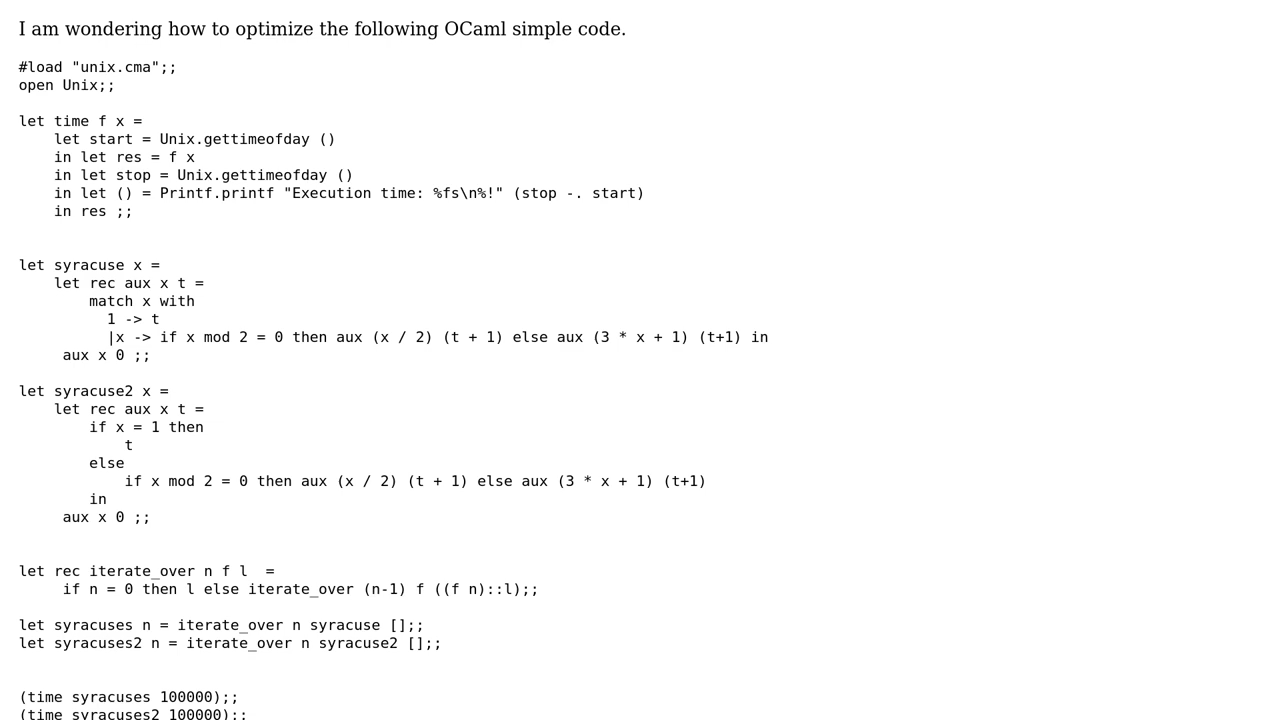 I am wondering how to optimize the following OCaml simple code.
#load "unix.cma";;
open Unix;;
let time f x =
    let start = Unix.gettimeofday ()
    in let res = f x
    in let stop = Unix.gettimeofday ()
    in let () = Printf.printf "Execution time: %fs\n%!" (stop -. start)
    in res ;;
let syracuse x =
    let rec aux x t =
        match x with
          1 -> t
          |x -> if x mod 2 = 0 then aux (x / 2) (t + 1) else aux (3 * x + 1) (t+1) in
     aux x 0 ;;
let syracuse2 x =
    let rec aux x t =
        if x = 1 then
            t
        else
            if x mod 2 = 0 then aux (x / 2) (t + 1) else aux (3 * x + 1) (t+1)
        in
     aux x 0 ;;
let rec iterate_over n f l  =
     if n = 0 then l else iterate_over (n-1) f ((f n)::l);;
let syracuses n = iterate_over n syracuse [];;
let syracuses2 n = iterate_over n syracuse2 [];;
(time syracuses 100000);;
(time syracuses2 100000);;